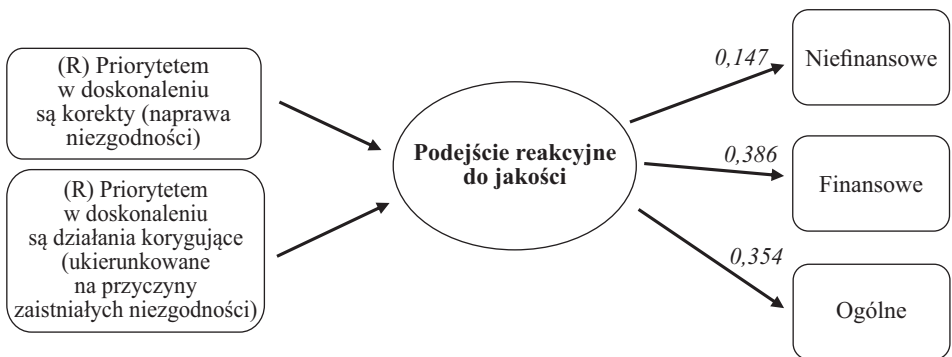 (R) Priorytetem
w doskonaleniu
są korekty (naprawa
niezgodności)
(R) Priorytetem
w doskonaleniu
są działania korygujące
(ukierunkowane
na przyczyny
zaistniałych niezgodności)
Podejście reakcyjne
do jakości
0,147
0,386
0,354
Niefinansowe
Finansowe
Ogólne